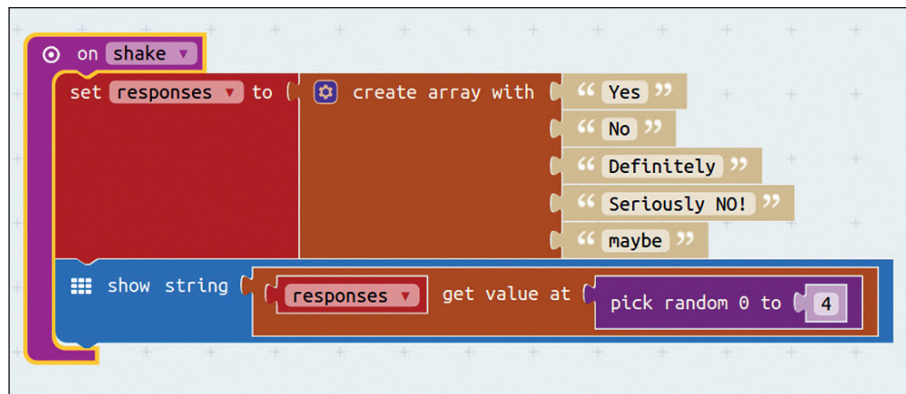 on shake
set responses to create array with “ Yes ”
“ No ”
“ Definitely ”
“ Seriously NO! ”
“ maybe ”
show string responses get value at pick random 0 to 4